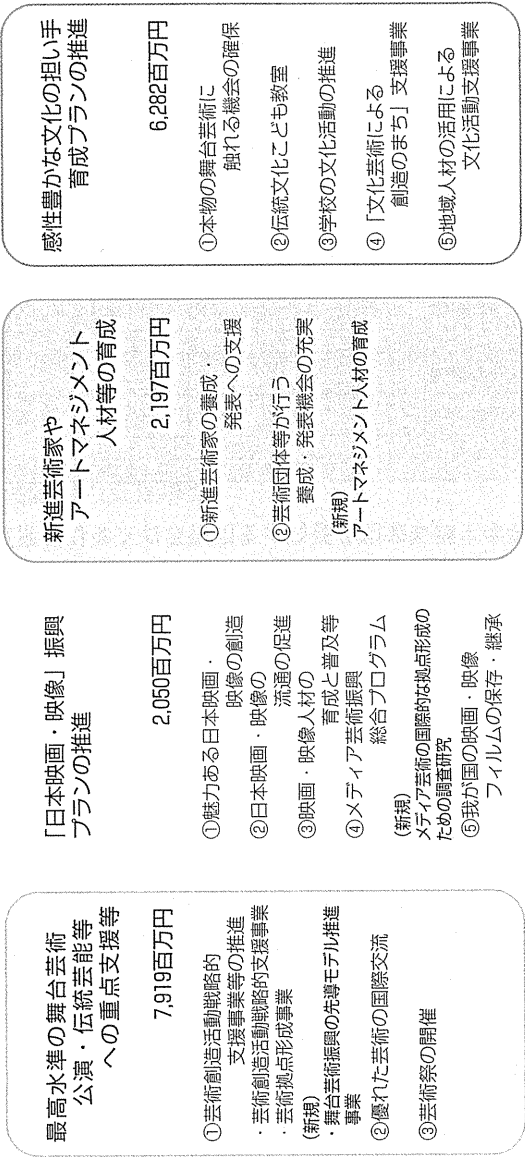 最高水準の舞台芸術
公演・伝統芸能等
への重点支援等
7,919百万円
①芸術創造活動戦略的
支援事業等の推進
・芸術創造活動戦略的支援事業
・芸術拠点形成事業
(新規)
・舞台芸術振興の先導モデル推進
事業
②優れた芸術の国際交流
③芸術祭の開催
「日本映画・映像」振興
プランの推進
2,050百万円
①魅力ある日本映画・
映像の創造
②日本映画・映像の
流通の促進
③映画・映像人材の
育成と普及等
④メディア芸術振興
総合プログラム
(新規)
メディア芸術の国際的な拠点形成の
ための調査研究
⑤我が国の映画・映像
フィルムの保存・継承
新進芸術家や
アートマネジメント
人材等の育成
2,197百万円
①新進芸術家の養成・
発表への支援
②芸術団体等が行う
養成・発表機会の充実
(新規)
アートマネジメント人材の育成
感性豊かな文化の担い手
育成プランの推進
6,282百万円
①本物の舞台芸術に
触れる機会の確保
②伝統文化こども教室
③学校の文化活動の推進
④「文化芸術による
創造のまち」支援事業
⑤地域人材の活用による
文化活動支援事業